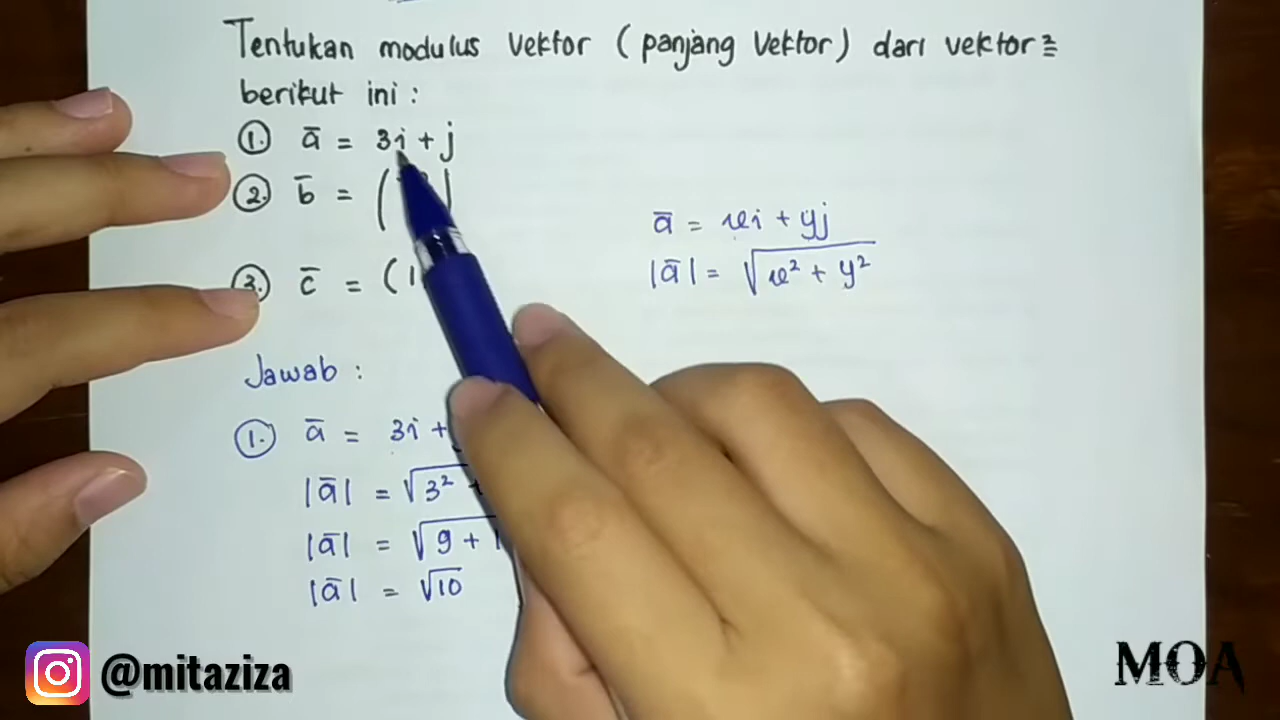 Tentukan modulus vektor (panjang vektor) dari vektor²
berikut ini :
1. a̅ = 3i + j
2. b̅ = (
3. c̅ = (1
a̅ = xi + yj
|a̅| = √x² + y²
Jawab :
1. a̅ = 3i +
|a̅| = √3²
|a̅| = √9 + 1
|a̅| = √10
@mitaziza
MOA